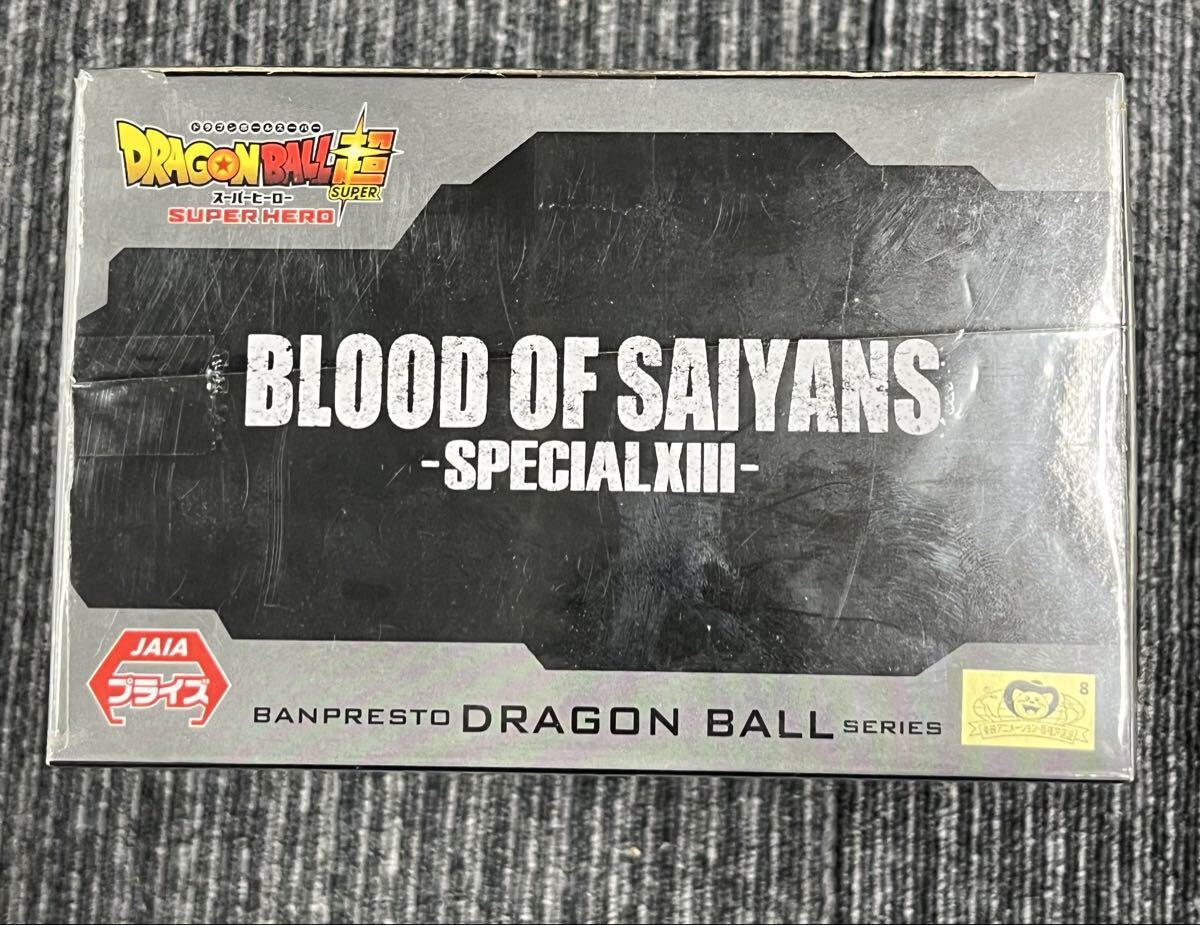 ドラゴンボールスーパー
DRAGON BALL超
SUPER
スーパーヒーロー
SUPER HERO
BLOOD OF SAIYANS
-SPECIALXIII-
JAIA
プライズ
BANPRESTO DRAGON BALL SERIES
8